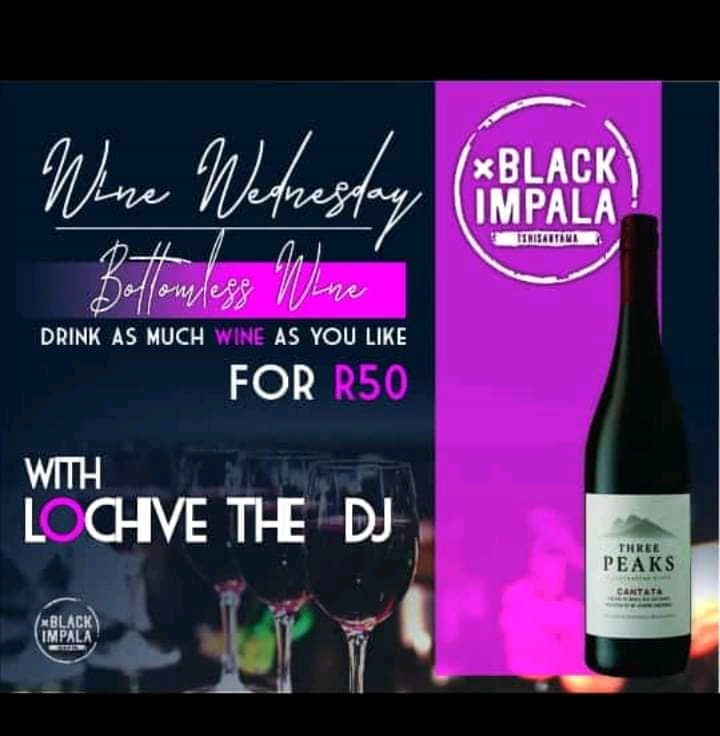 Wine Wednesday
Bottomless Wine
DRINK AS MUCH WINE AS YOU LIKE
FOR R50
WITH
LOCHIVE THE DJ
×BLACK
IMPALA
×BLACK
IMPALA
TSHISANYAMA
THREE
PEAKS
CANTATA